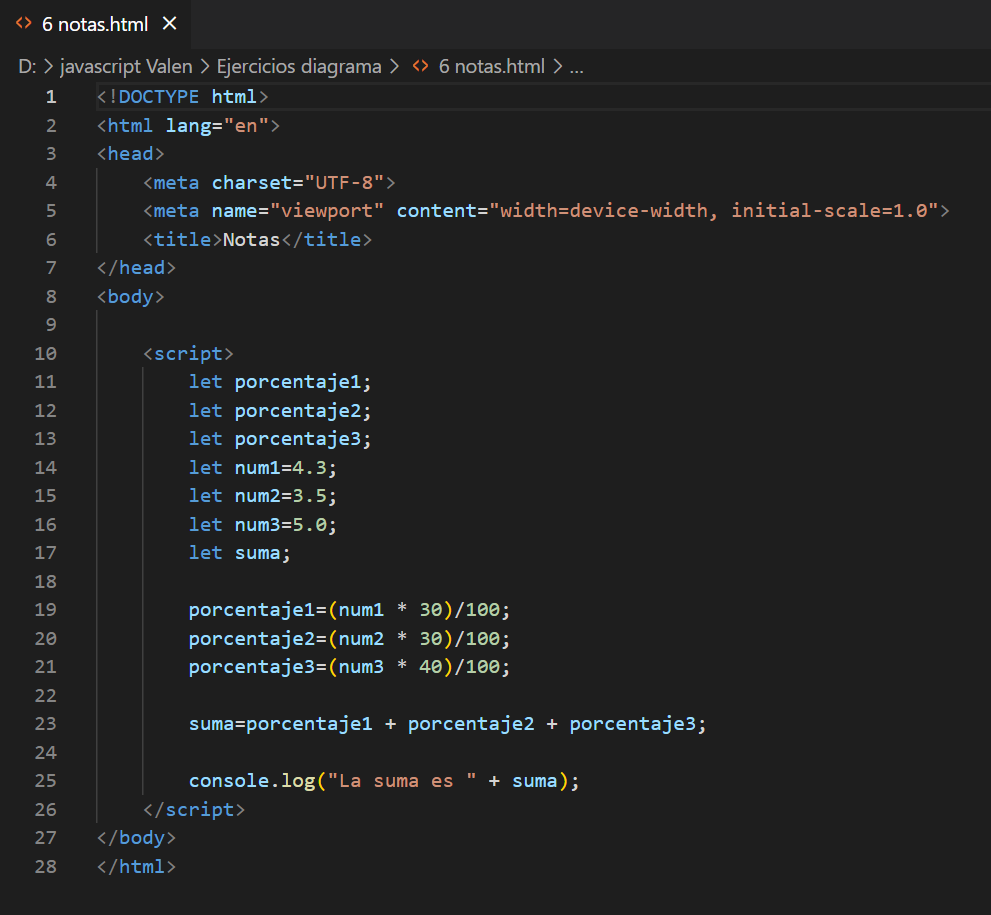 <> 6 notas.html ×
D: > javascript Valen > Ejercicios diagrama > <> 6 notas.html > ...
1 <!DOCTYPE html>
2 <html lang="en">
3 <head>
4     <meta charset="UTF-8">
5     <meta name="viewport" content="width=device-width, initial-scale=1.0">
6     <title>Notas</title>
7 </head>
8 <body>
9
10     <script>
11         let porcentaje1;
12         let porcentaje2;
13         let porcentaje3;
14         let num1=4.3;
15         let num2=3.5;
16         let num3=5.0;
17         let suma;
18
19         porcentaje1=(num1 * 30)/100;
20         porcentaje2=(num2 * 30)/100;
21         porcentaje3=(num3 * 40)/100;
22
23         suma=porcentaje1 + porcentaje2 + porcentaje3;
24
25         console.log("La suma es " + suma);
26     </script>
27 </body>
28 </html>